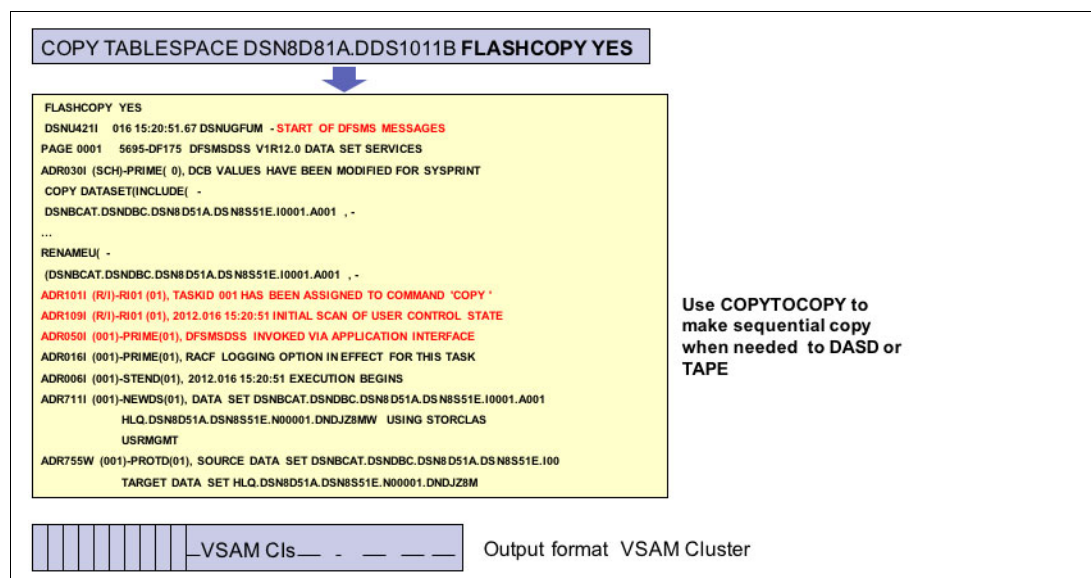 COPY TABLESPACE DSN8D81A.DDS1011B FLASHCOPY YES
FLASHCOPY YES
DSNU421I 016 15:20:51.67 DSNUGFUM - START OF DFSMS MESSAGES
PAGE 0001 5695-DF175 DFSMSDSS V1R12.0 DATA SET SERVICES
ADR030I (SCH)-PRIME( 0), DCB VALUES HAVE BEEN MODIFIED FOR SYSPRINT
COPY DATASET(INCLUDE( -
DSNBCAT.DSNDBC.DSN8D51A.DSN8S51E.I0001.A001 , -
...
RENAMEU( -
(DSNBCAT.DSNDBC.DSN8D51A.DSN8S51E.I0001.A001 , -
ADR101I (R/I)-RI01 (01), TASKID 001 HAS BEEN ASSIGNED TO COMMAND 'COPY '
ADR109I (R/I)-RI01 (01), 2012.016 15:20:51 INITIAL SCAN OF USER CONTROL STATE
ADR050I (001)-PRIME(01), DFSMSDSS INVOKED VIA APPLICATION INTERFACE
ADR016I (001)-PRIME(01), RACF LOGGING OPTION IN EFFECT FOR THIS TASK
ADR006I (001)-STEND(01), 2012.016 15:20:51 EXECUTION BEGINS
ADR711I (001)-NEWDS(01), DATA SET DSNBCAT.DSNDBC.DSN8D51A.DSN8S51E.I0001.A001
HLQ.DSN8D51A.DSN8S51E.N00001.DNDJZ8MW USING STORCLAS
USRMGMT
ADR755W (001)-PROTD(01), SOURCE DATA SET DSNBCAT.DSNDBC.DSN8D51A.DSN8S51E.I00
TARGET DATA SET HLQ.DSN8D51A.DSN8S51E.N00001.DNDJZ8M
Use COPYTOCOPY to
make sequential copy
when needed to DASD or
TAPE
VSAM CIs
Output format VSAM Cluster